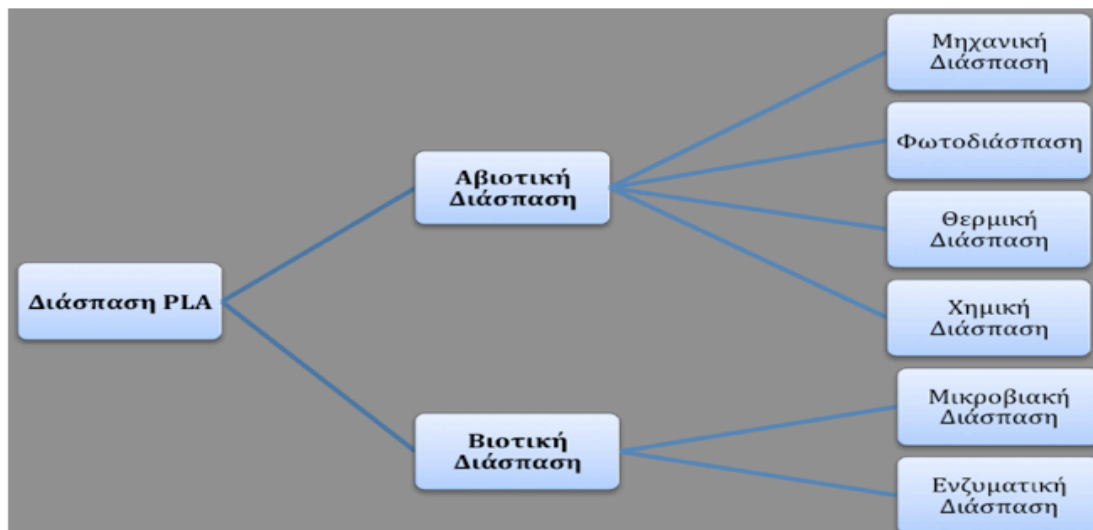 Διάσπαση PLA
Αβιοτική
Διάσπαση
Μηχανική
Διάσπαση
Φωτοδιάσπαση
Θερμική
Διάσπαση
Χημική
Διάσπαση
Βιοτική
Διάσπαση
Μικροβιακή
Διάσπαση
Ενζυματική
Διάσπαση